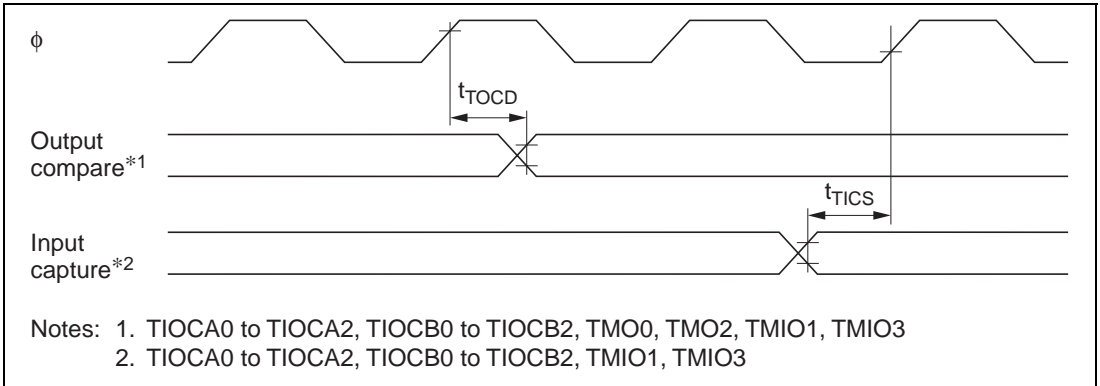 ϕ
tTOCD
Output
compare*1
tTICS
Input
capture*2
Notes: 1. TIOCA0 to TIOCA2, TIOCB0 to TIOCB2, TMO0, TMO2, TMIO1, TMIO3
2. TIOCA0 to TIOCA2, TIOCB0 to TIOCB2, TMIO1, TMIO3